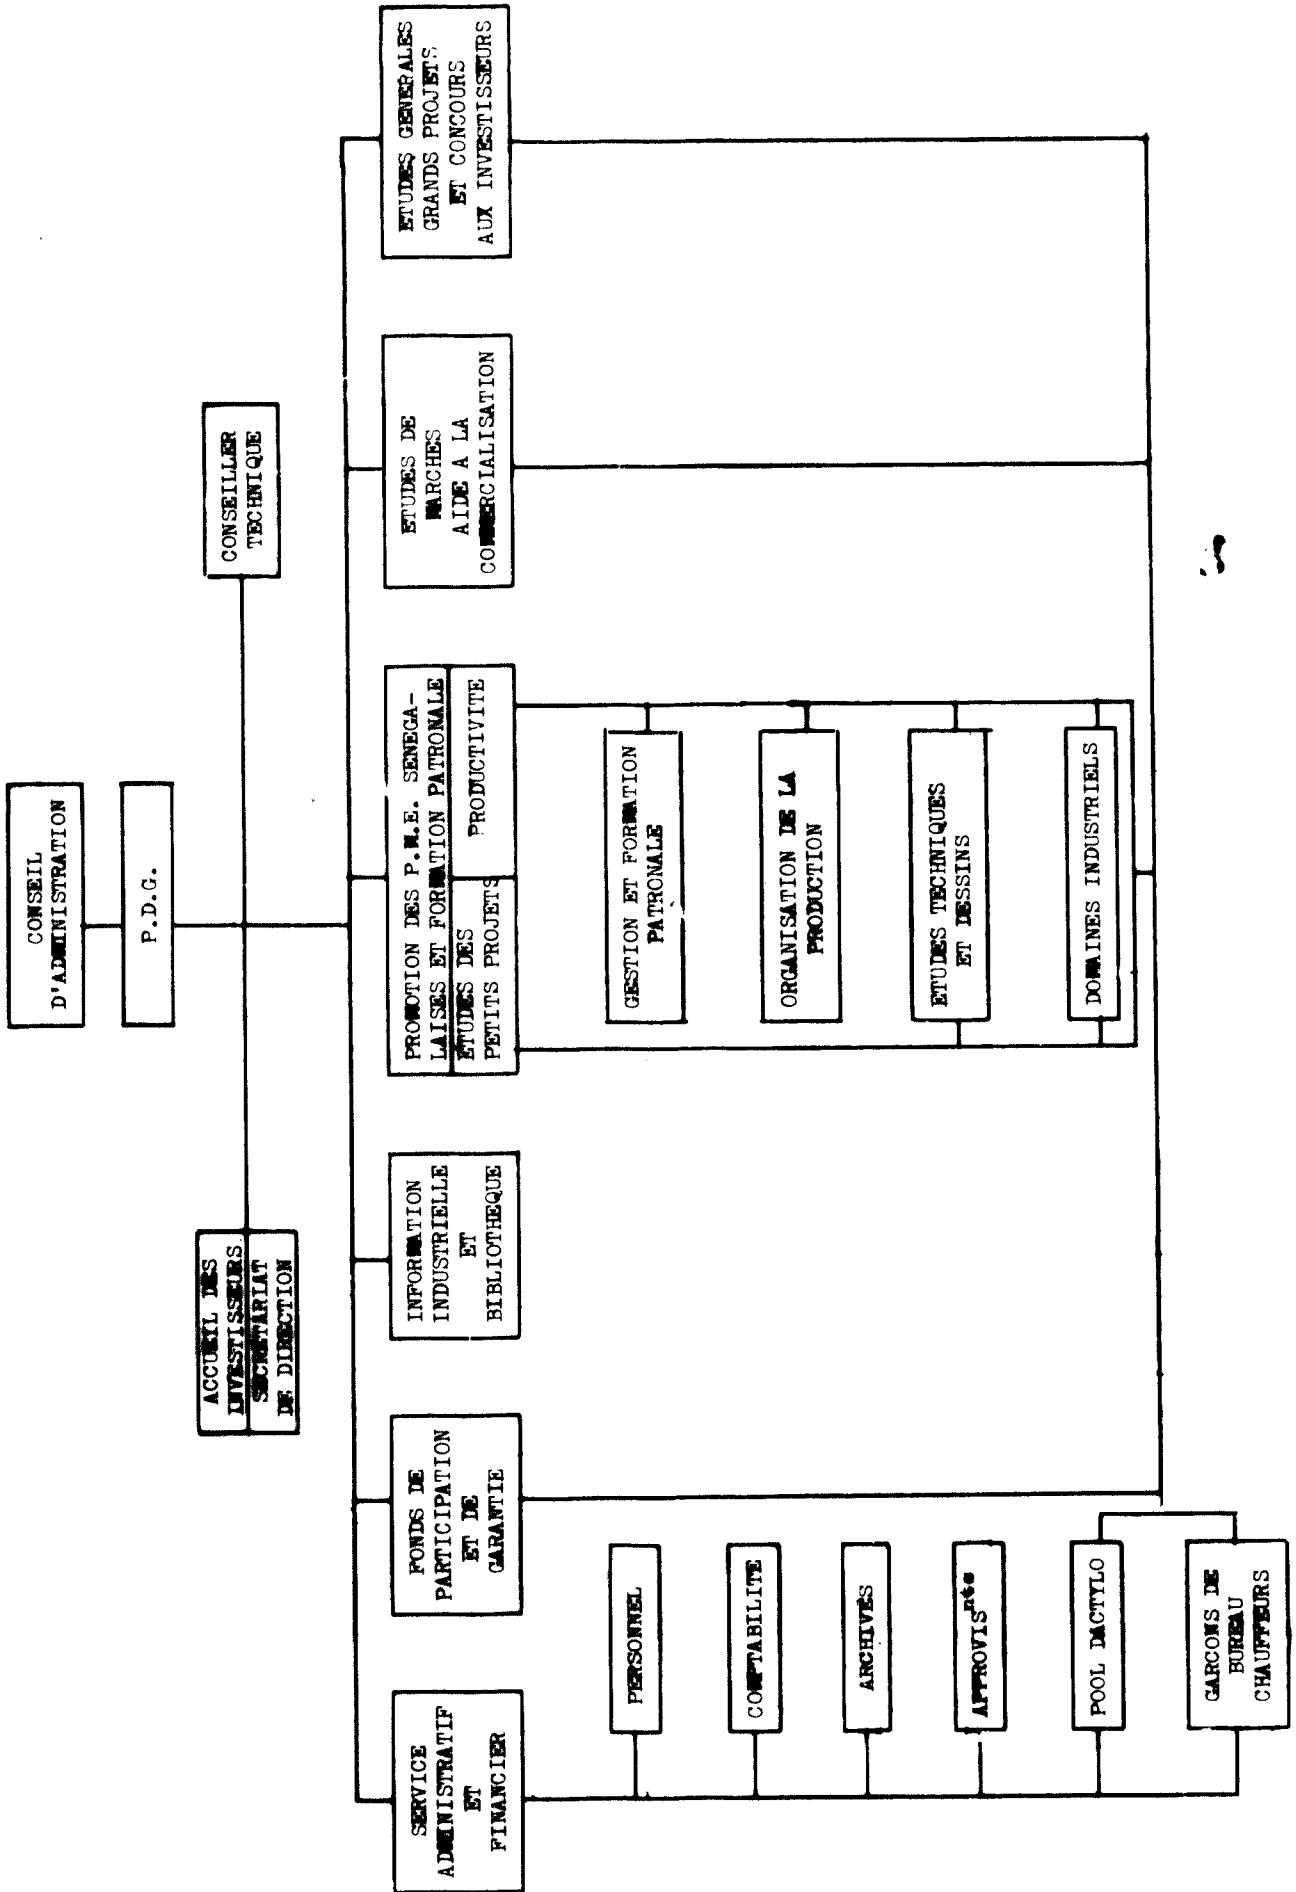 CONSEIL
D'ADMINISTRATION
P.D.G.
ACCUEIL DES
INVESTISSEURS
SECRETARIAT
DE DIRECTION
CONSEILLER
TECHNIQUE
SERVICE
ADMINISTRATIF
ET
FINANCIER
FONDS DE
PARTICIPATION
ET DE
GARANTIE
INFORMATION
INDUSTRIELLE
ET
BIBLIOTHEQUE
PROMOTION DES P.M.E. SENEGA-
LAISES ET FORMATION PATRONALE
ETUDES DES
PETITS PROJETS
PRODUCTIVITE
ETUDES DE
MARCHES
AIDE A LA
COMMERCIALISATION
ETUDES GENERALES
GRANDS PROJETS
ET CONCOURS
AUX INVESTISSEURS
PERSONNEL
COMPTABILITE
ARCHIVES
APPROVISnts
POOL DACTYLO
GARCONS DE
BUREAU
CHAUFFEURS
GESTION ET FORMATION
PATRONALE
ORGANISATION DE LA
PRODUCTION
ETUDES TECHNIQUES
ET DESSINS
DOMAINES INDUSTRIELS